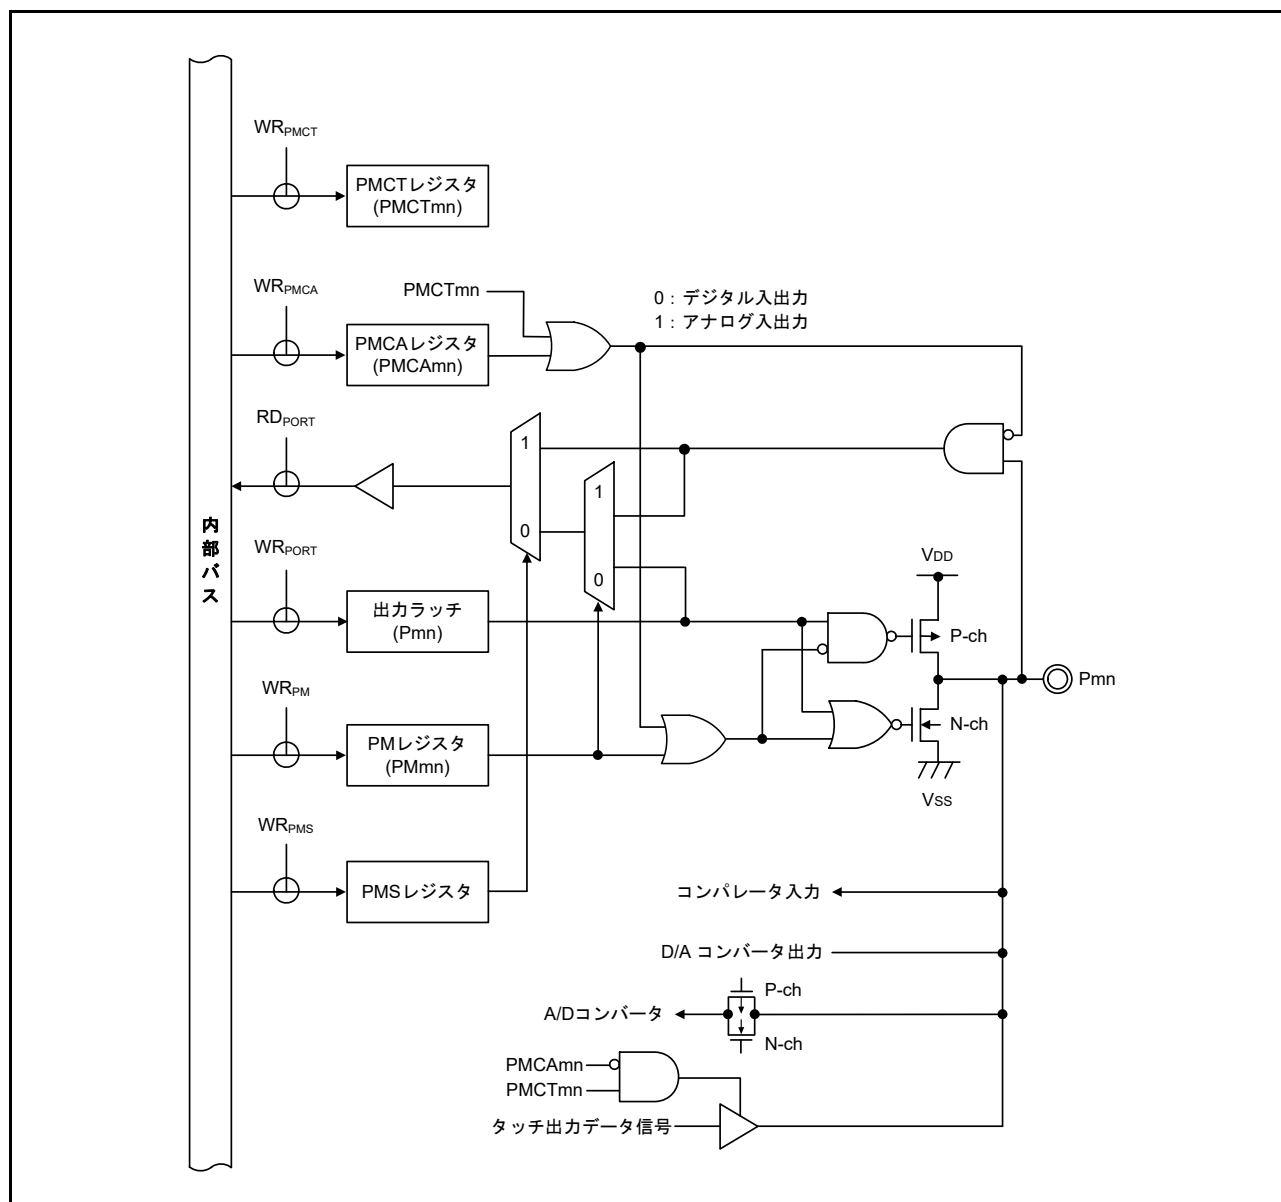 WRPMCT
PMCTレジスタ
(PMCTmn)
WRPMCA
PMCTmn
0：デジタル入出力
1：アナログ入出力
PMCAレジスタ
(PMCAmn)
RDPORT
1
0
1
0
内部バス
WRPORT
出力ラッチ
(Pmn)
VDD
P-ch
Pmn
N-ch
VSS
WRPM
PMレジスタ
(PMmn)
WRPMS
PMSレジスタ
コンパレータ入力
D/A コンバータ出力
P-ch
A/Dコンバータ
N-ch
PMCAmn
PMCTmn
タッチ出力データ信号